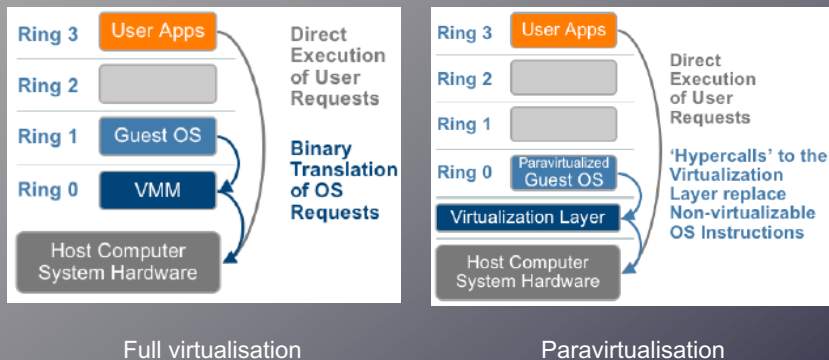 Ring 3
User Apps
Ring 2
Ring 1
Guest OS
Ring 0
VMM
Host Computer
System Hardware
Direct
Execution
of User
Requests
Binary
Translation
of OS
Requests
Full virtualisation
Ring 3
User Apps
Ring 2
Ring 1
Ring 0
Paravirtualized
Guest OS
Virtualization Layer
Host Computer
System Hardware
Direct
Execution
of User
Requests
‘Hypercalls’ to the
Virtualization
Layer replace
Non-virtualizable
OS Instructions
Paravirtualisation